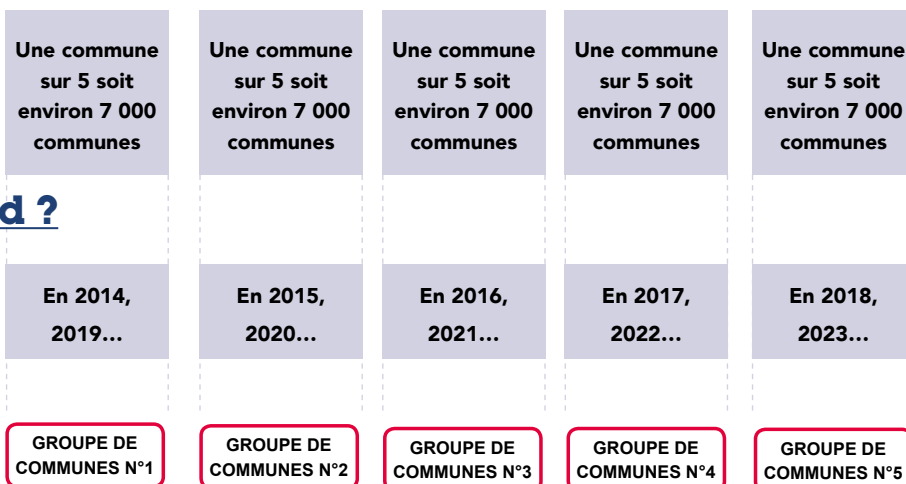 Une commune
sur 5 soit
environ 7 000
communes
Une commune
sur 5 soit
environ 7 000
communes
Une commune
sur 5 soit
environ 7 000
communes
Une commune
sur 5 soit
environ 7 000
communes
Une commune
sur 5 soit
environ 7 000
communes
d ?
En 2014,
2019...
En 2015,
2020...
En 2016,
2021...
En 2017,
2022...
En 2018,
2023...
GROUPE DE
COMMUNES N°1
GROUPE DE
COMMUNES N°2
GROUPE DE
COMMUNES N°3
GROUPE DE
COMMUNES N°4
GROUPE DE
COMMUNES N°5